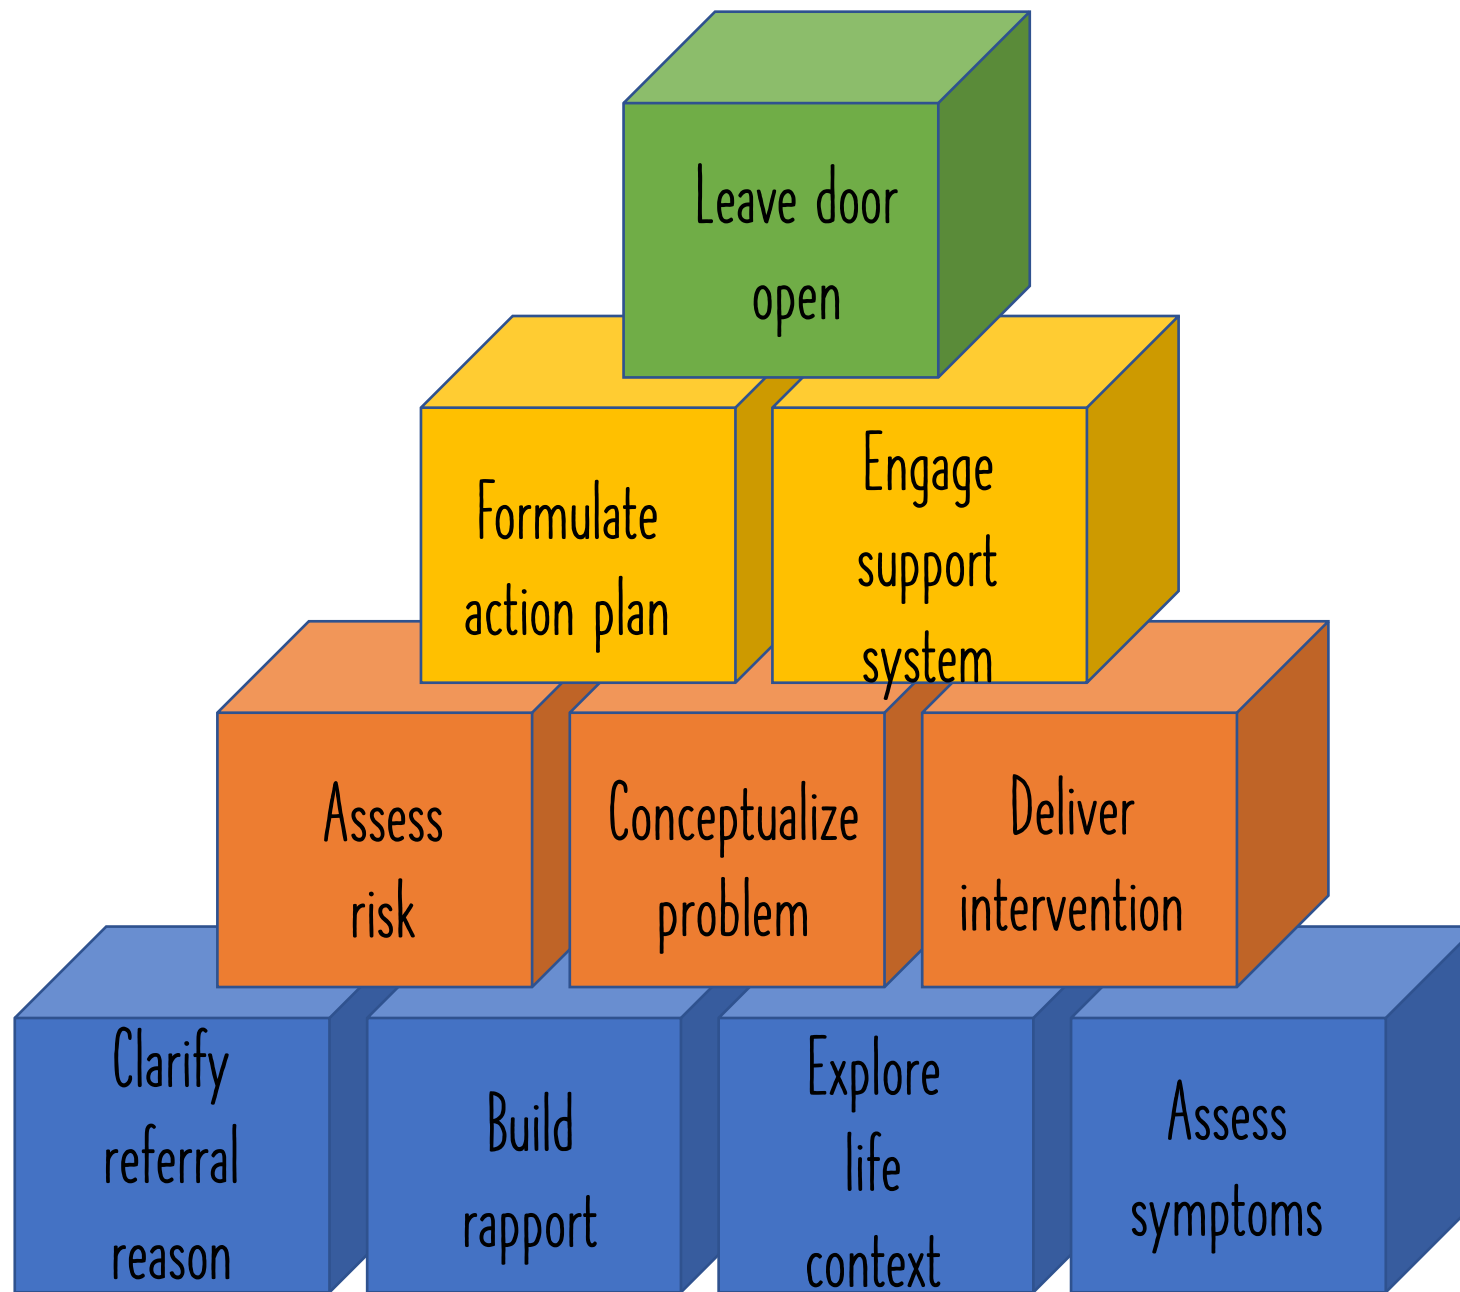 Leave door
open
Formulate
action plan
Engage
support
system
Assess
risk
Conceptualize
problem
Deliver
intervention
Clarify
referral
reason
Build
rapport
Explore
life
context
Assess
symptoms